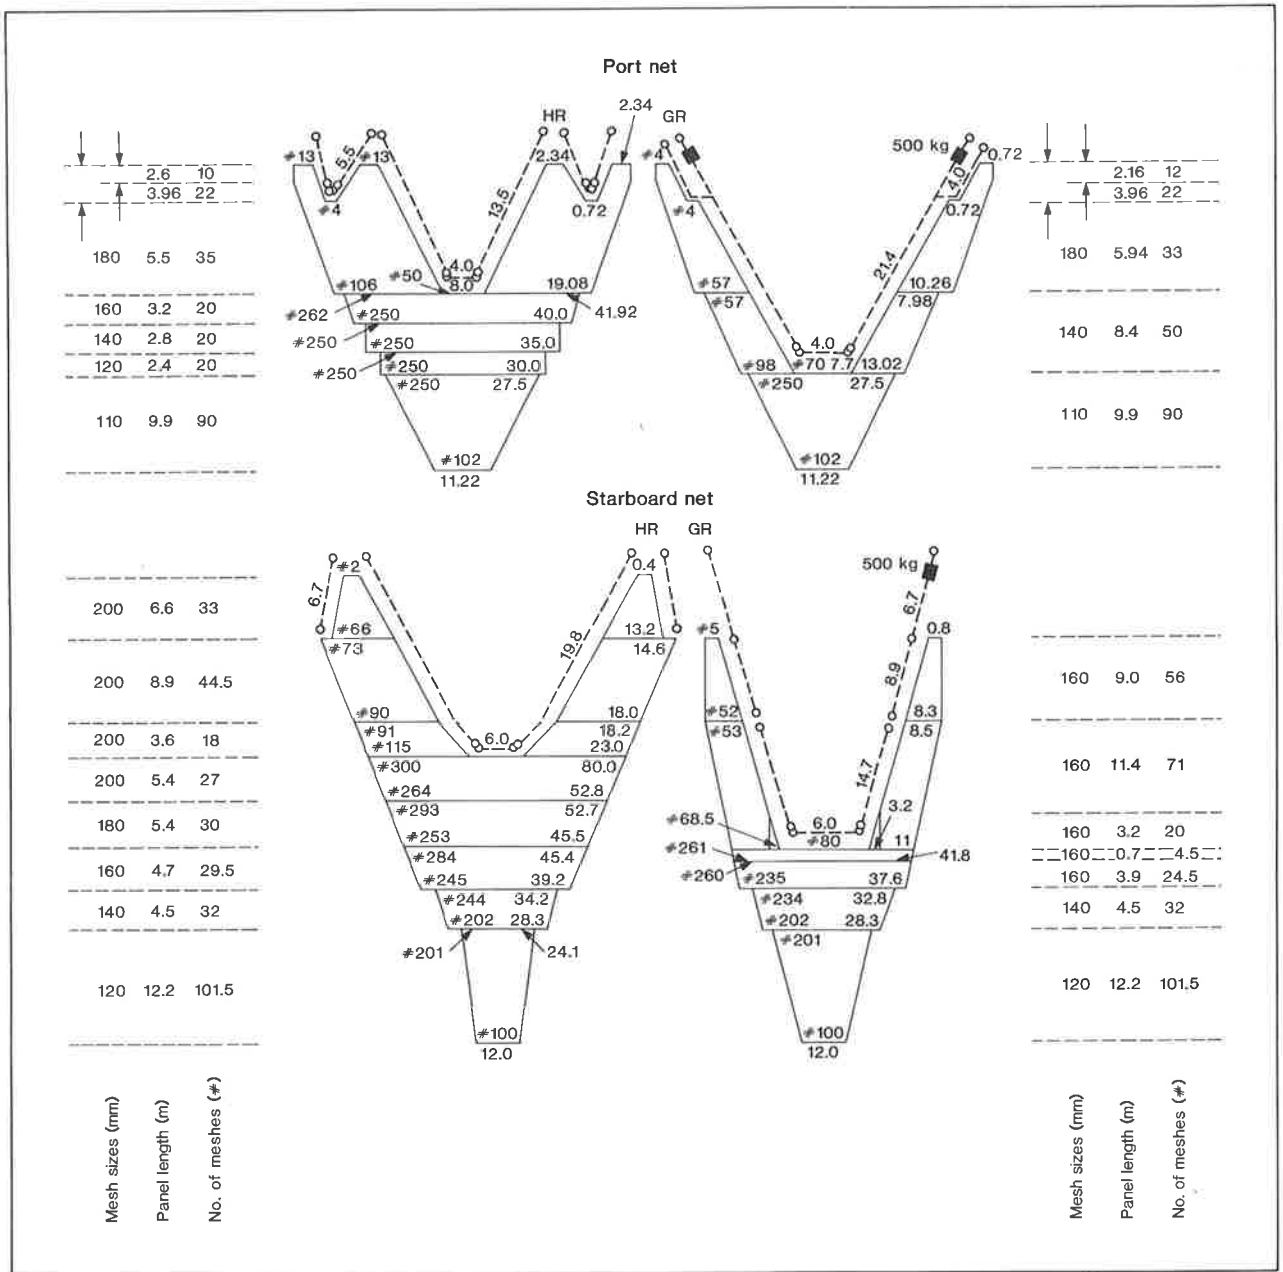 Port net
HR GR
2.34
#13 5.5 #13 2.34
#4 500 kg 0.72
2.6 10
3.96 22
2.16 12
3.96 22
#4 13.5 0.72
#4 4.0 0.72
180 5.5 35
4.0
#50 8.0
#106 19.08
21.4
#57 10.26
#57 7.98
180 5.94 33
160 3.2 20
#262 #250 40.0 41.92
140 2.8 20
#250 #250 35.0
120 2.4 20
#250 #250 30.0
#250 27.5
4.0
#98 #70 7.7 13.02
#250 27.5
140 8.4 50
110 9.9 90
110 9.9 90
#102
11.22
#102
11.22
Starboard net
HR GR
#2 0.4
500 kg
200 6.6 33
6.7
6.7
#66 13.2
#73 14.6
#5 0.8
200 8.9 44.5
19.8
8.9
160 9.0 56
#90 18.0
#52 8.3
#91 18.2
#53 8.5
200 3.6 18
6.0
#115 23.0
#300 80.0
14.7
160 11.4 71
200 5.4 27
#264 52.8
#293 52.7
3.2
180 5.4 30
#253 45.5
#68.5 6.0
#80 11
160 3.2 20
#284 45.4
#261 41.8
160 0.7 4.5
160 4.7 29.5
#245 39.2
#260 #235 37.6
160 3.9 24.5
#244 34.2
#234 32.8
140 4.5 32
#202 28.3
#202 28.3
140 4.5 32
#201 24.1
#201
120 12.2 101.5
120 12.2 101.5
#100
12.0
#100
12.0
Mesh sizes (mm)
Panel length (m)
No. of meshes (#)
Mesh sizes (mm)
Panel length (m)
No. of meshes (#)